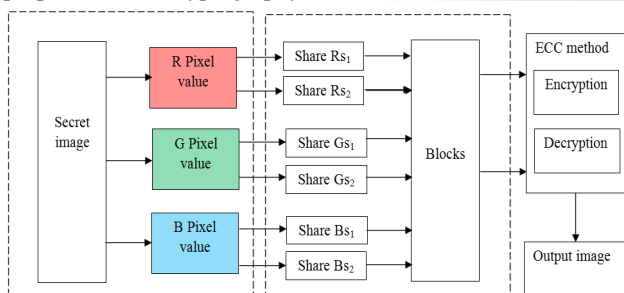 Secret
image
R Pixel
value
G Pixel
value
B Pixel
value
Share Rs₁
Share Rs₂
Share Gs₁
Share Gs₂
Share Bs₁
Share Bs₂
Blocks
ECC method
Encryption
Decryption
Output image